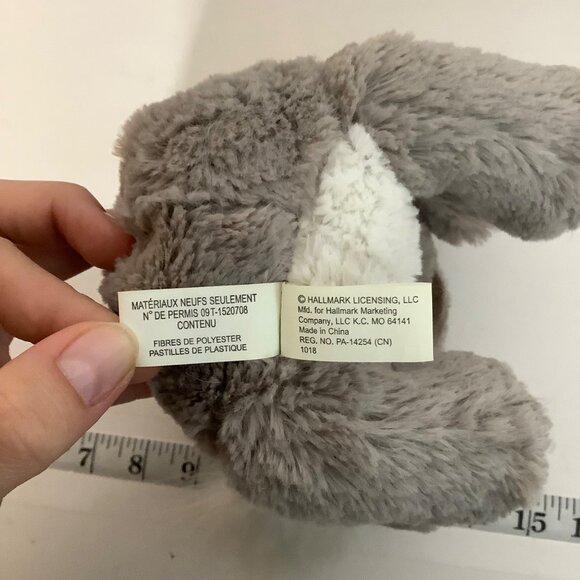 MATÉRIAUX NEUFS SEULEMENT
N° DE PERMIS 09T-1520708
CONTENU
FIBRES DE POLYESTER
PASTILLES DE PLASTIQUE
© HALLMARK LICENSING, LLC
Mfd. for Hallmark Marketing
Company, LLC K.C. MO 64141
Made in China
REG. NO. PA-14254 (CN)
1018
7 8 9 15